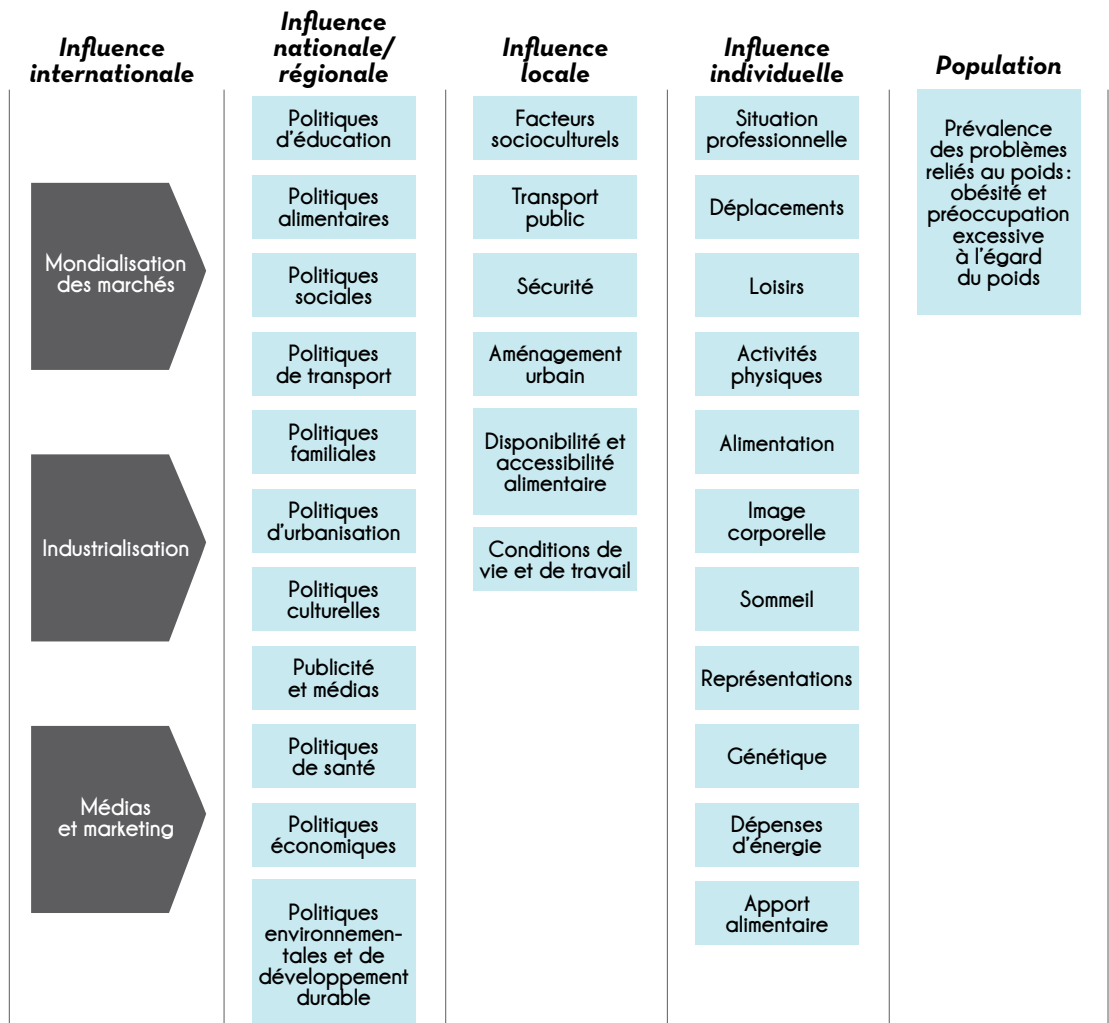 Influence
internationale
Mondialisation
des marchés
Industrialisation
Médias
et marketing
Influence
nationale/
régionale
Politiques
d'éducation
Politiques
alimentaires
Politiques
sociales
Politiques
de transport
Politiques
familiales
Politiques
d'urbanisation
Politiques
culturelles
Publicité
et médias
Politiques
de santé
Politiques
économiques
Politiques
environnemen-
tales et de
développement
durable
Influence
locale
Facteurs
socioculturels
Transport
public
Sécurité
Aménagement
urbain
Disponibilité et
accessibilité
alimentaire
Conditions de
vie et de travail
Influence
individuelle
Situation
professionnelle
Déplacements
Loisirs
Activités
physiques
Alimentation
Image
corporelle
Sommeil
Représentations
Génétique
Dépenses
d'énergie
Apport
alimentaire
Population
Prévalence
des problèmes
reliés au poids :
obésité et
préoccupation
excessive
à l'égard
du poids